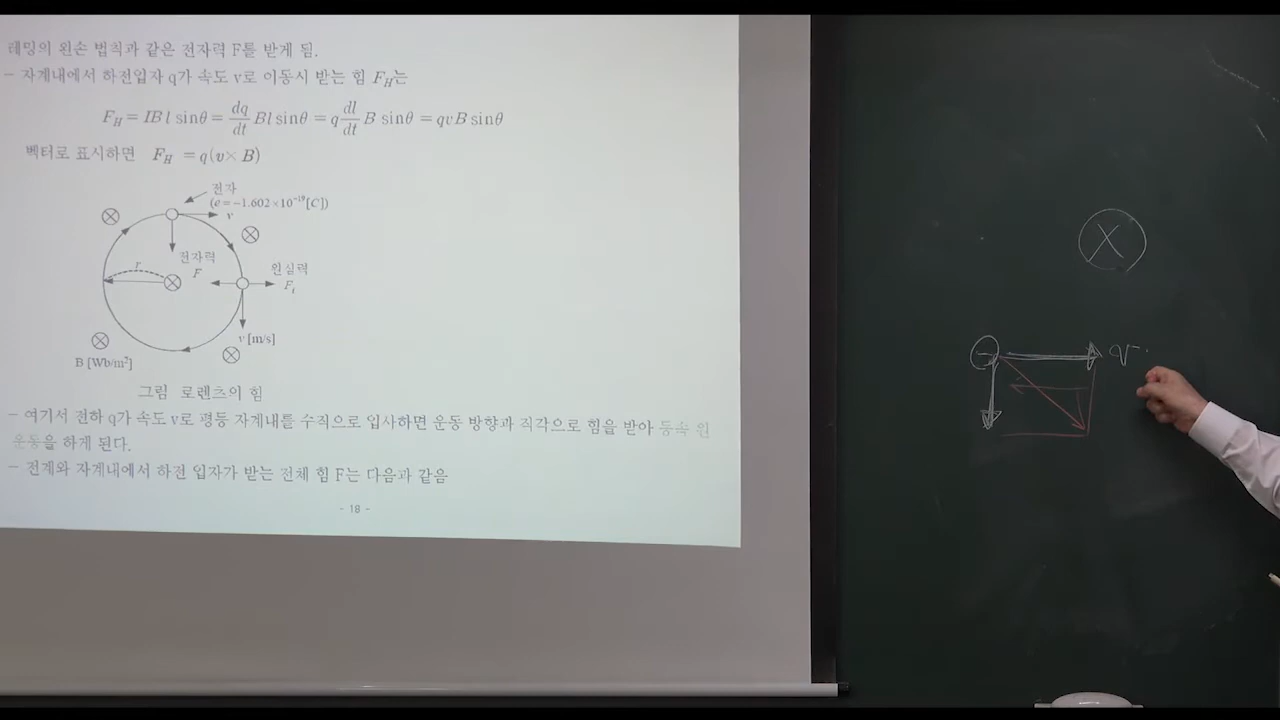 레밍의 왼손 법칙과 같은 전자력 F를 받게 됨.
- 자계내에서 하전입자 q가 속도 v로 이동시 받는 힘 F_H는
F_H = IBl sinθ = dq/dt Bl sinθ = q dl/dt B sinθ = qvB sinθ
벡터로 표시하면 F_H = q(v × B)
전자
(e = -1.602×10⁻¹⁹[C])
v
전자력
F
r
원심력
F_i
v [m/s]
B [Wb/m²]
그림 로렌츠의 힘
- 여기서 전하 q가 속도 v로 평등 자계내를 수직으로 입사하면 운동 방향과 직각으로 힘을 받아 등속 원
운동을 하게 된다.
- 전계와 자계내에서 하전 입자가 받는 전체 힘 F는 다음과 같음
- 18 -
X
v